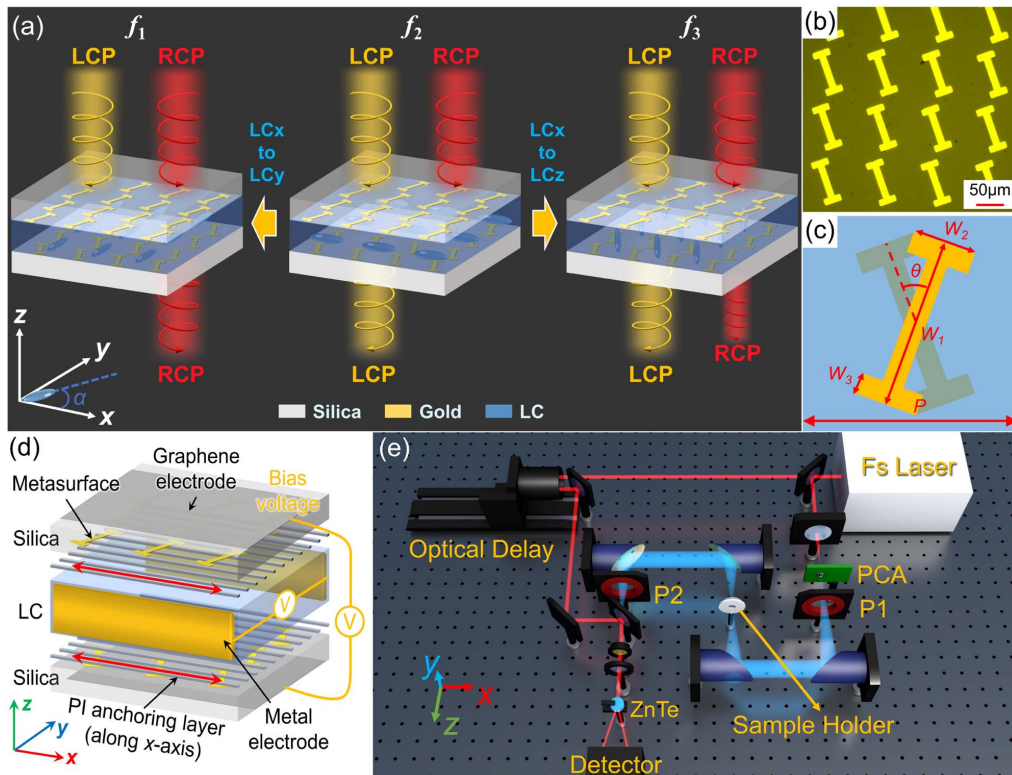 (a)
f1
f2
f3
LCP
RCP
LCP
RCP
LCP
RCP
LCx
to
LCy
LCx
to
LCz
RCP
LCP
LCP
RCP
z
y
x
α
Silica
Gold
LC
(b)
50μm
(c)
W2
θ
W1
W3
P
(d)
Graphene
electrode
Metasurface
Bias
voltage
Silica
LC
V
V
Silica
PI anchoring layer
(along x-axis)
Metal
electrode
z
y
x
(e)
Fs Laser
Optical Delay
PCA
P2
P1
y
x
z
ZnTe
Sample Holder
Detector